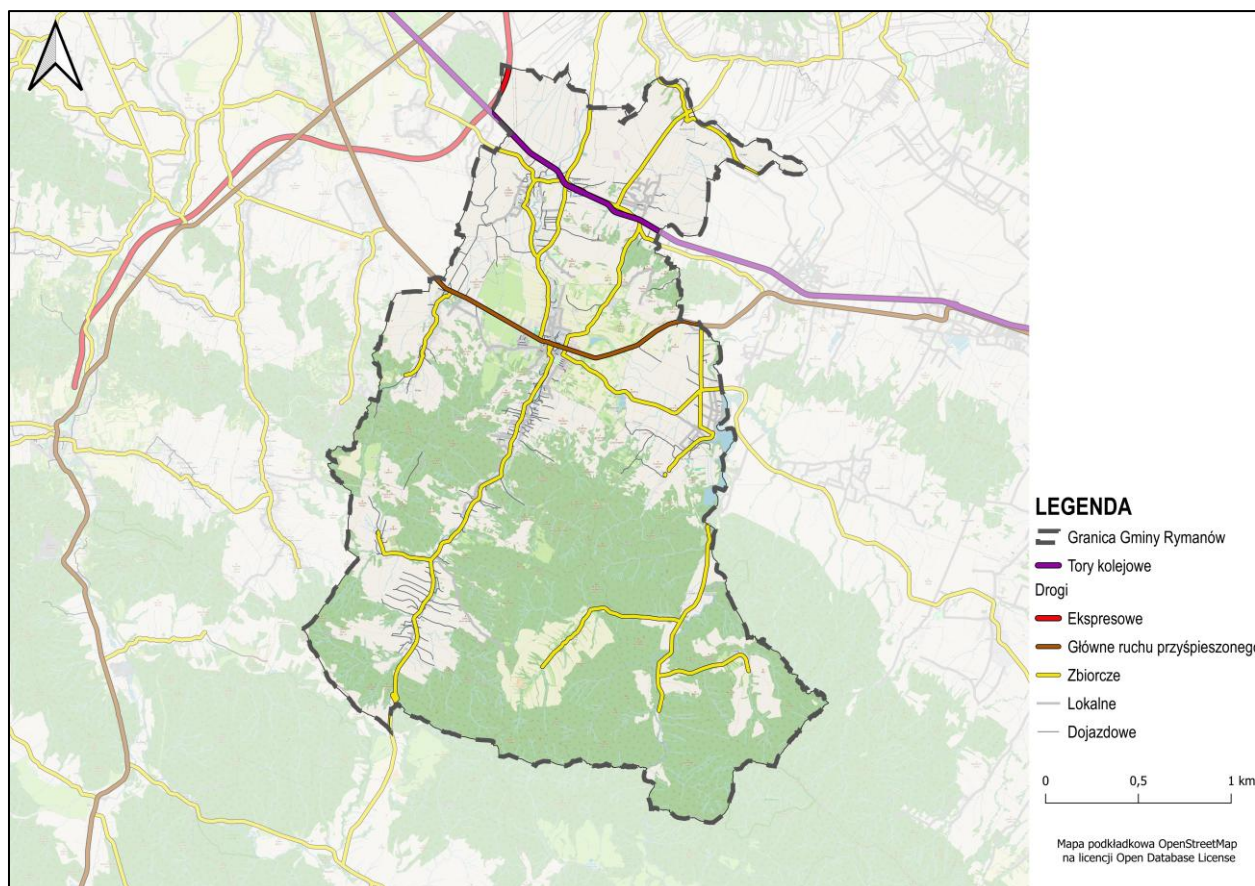 LEGENDA
Granica Gminy Rymanów
Tory kolejowe
Drogi
Ekspresowe
Główne ruchu przyśpieszonego
Zbiorcze
Lokalne
Dojazdowe
0 0,5 1 km
Mapa podkładkowa OpenStreetMap
na licencji Open Database License